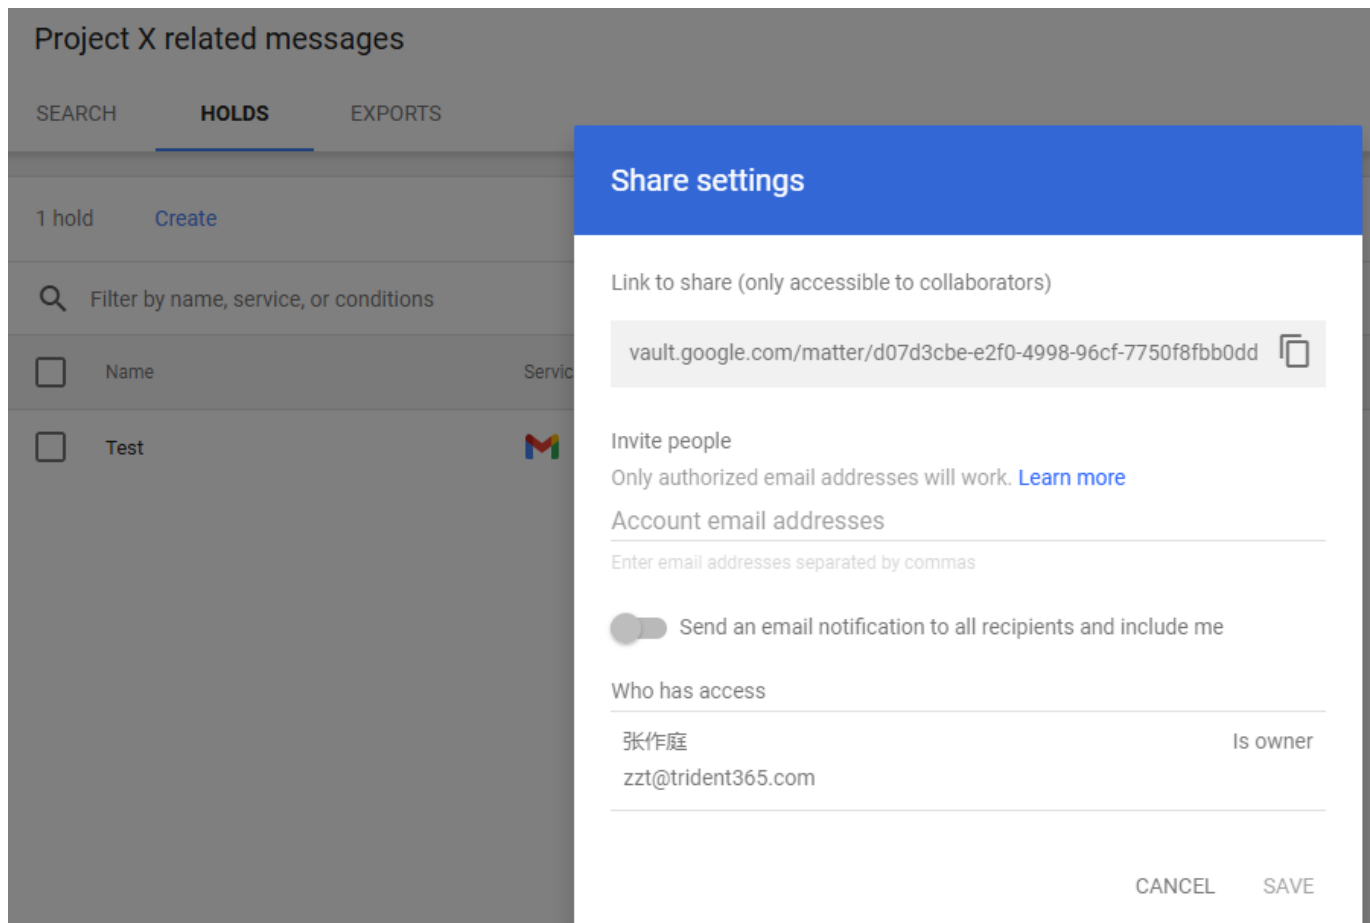 Project X related messages
SEARCH HOLDS EXPORTS
1 hold Create
Filter by name, service, or conditions
Name Servic
Test
Share settings
Link to share (only accessible to collaborators)
vault.google.com/matter/d07d3cbe-e2f0-4998-96cf-7750f8fbb0dd
Invite people
Only authorized email addresses will work. Learn more
Account email addresses
Enter email addresses separated by commas
Send an email notification to all recipients and include me
Who has access
张作庭 Is owner
zzt@trident365.com
CANCEL SAVE